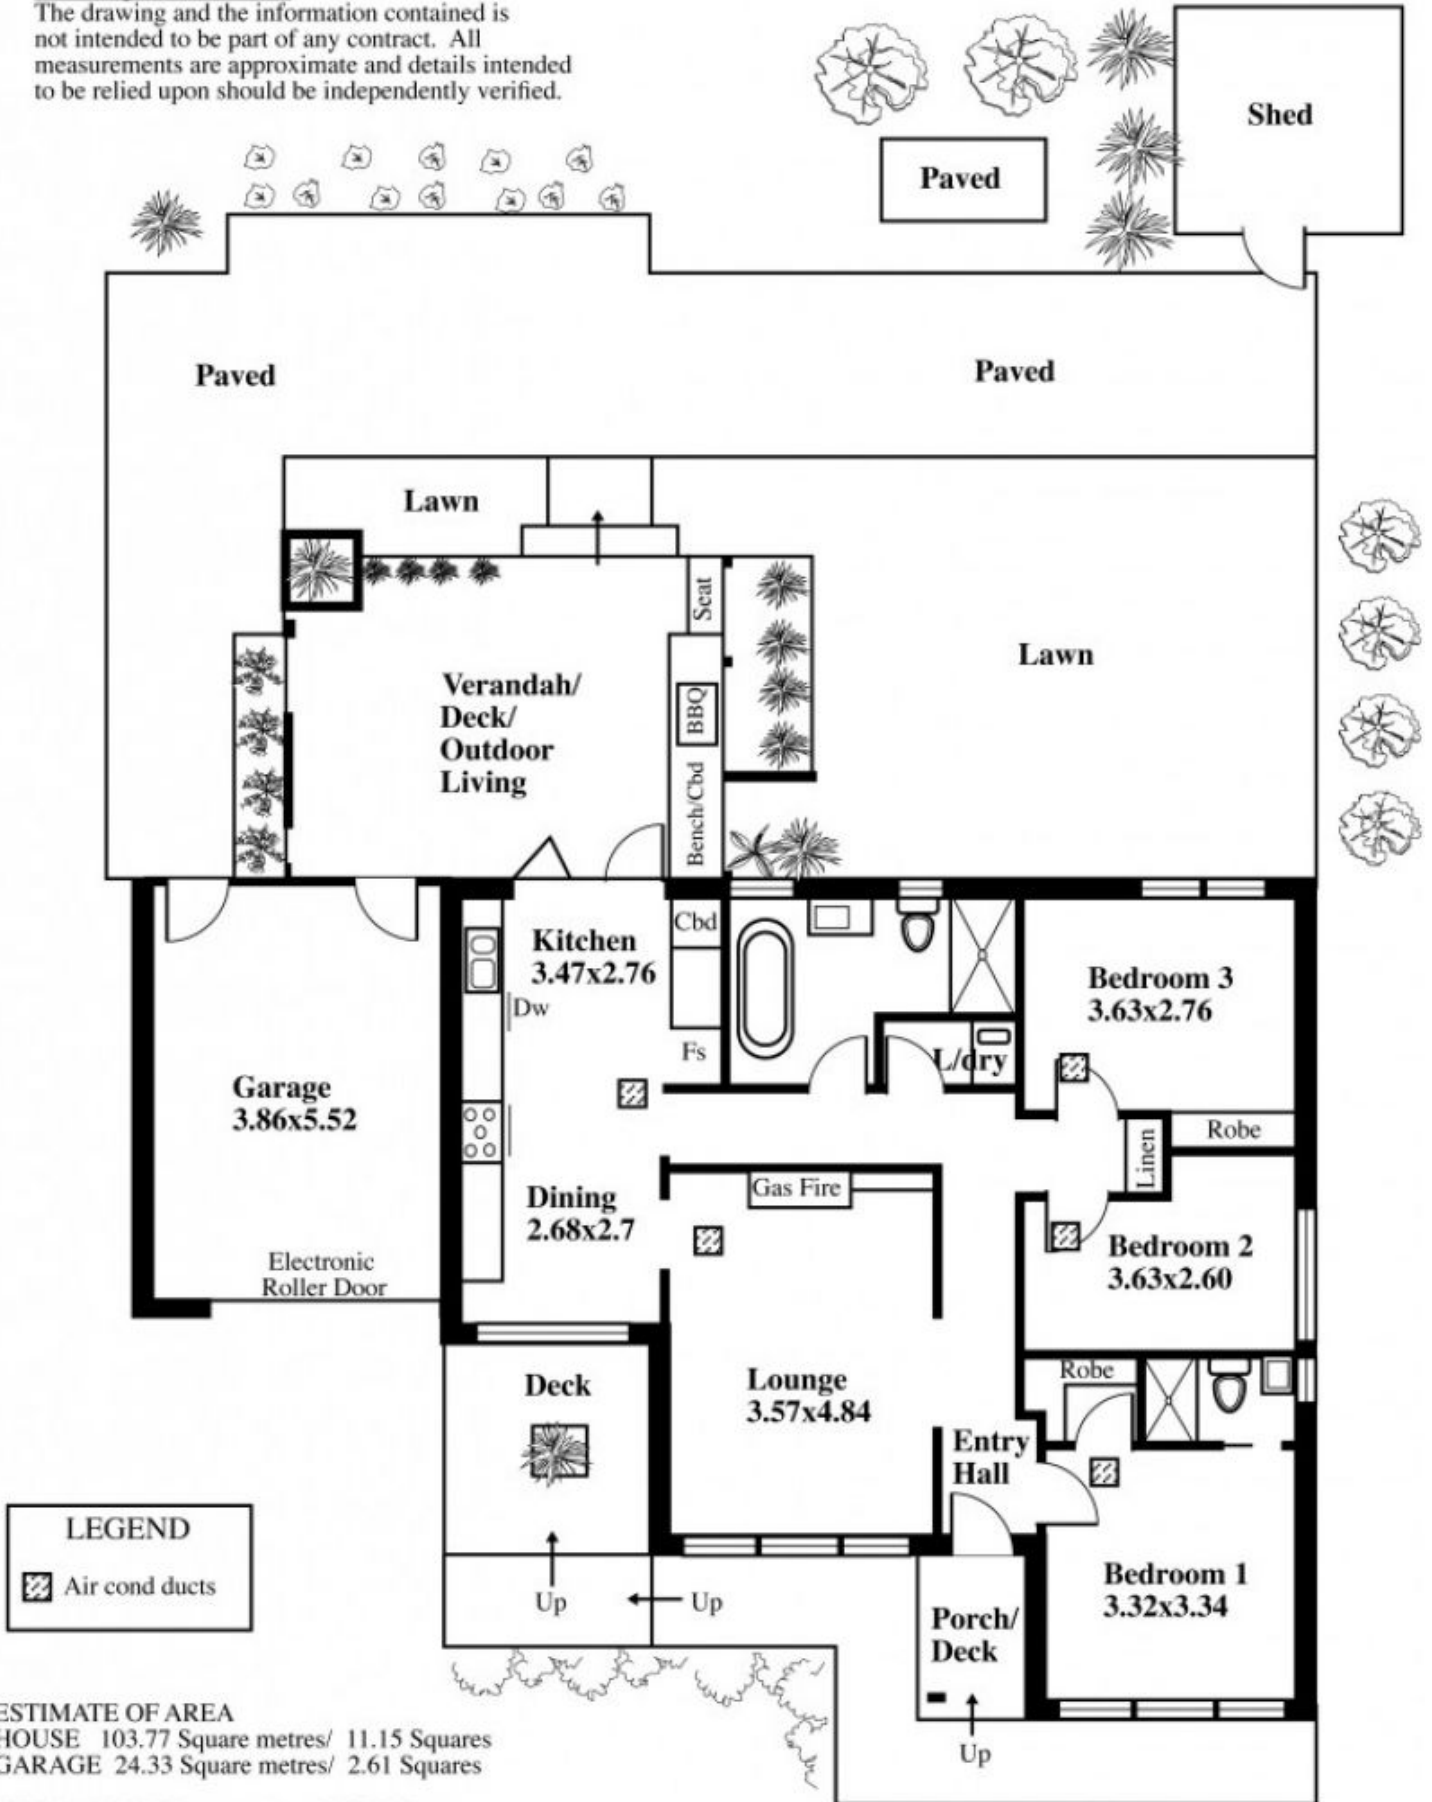 The drawing and the information contained is
not intended to be part of any contract. All
measurements are approximate and details intended
to be relied upon should be independently verified.
Shed
Paved
Paved
Paved
Lawn
Seat
Lawn
Verandah/
Deck/
Outdoor
Living
BBQ
Bench/Cbd
Cbd
Kitchen
3.47x2.76
Dw
Fs
L/dry
Bedroom 3
3.63x2.76
Garage
3.86x5.52
Robe
Linen
Gas Fire
Dining
2.68x2.7
Electronic
Roller Door
Bedroom 2
3.63x2.60
Robe
Deck
Lounge
3.57x4.84
Entry
Hall
LEGEND
Air cond ducts
Up
Up
Bedroom 1
3.32x3.34
Porch/
Deck
Up
ESTIMATE OF AREA
HOUSE 103.77 Square metres/ 11.15 Squares
GARAGE 24.33 Square metres/ 2.61 Squares